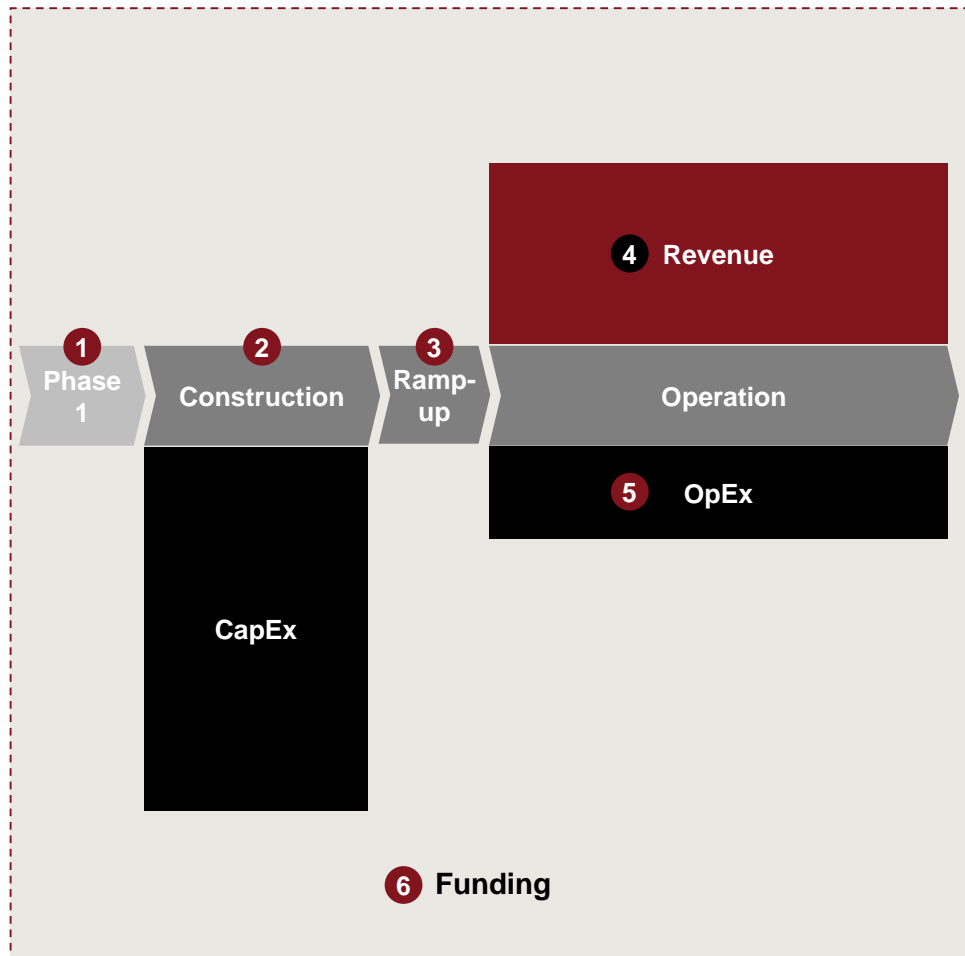 4 Revenue
1
Phase
1
2
Construction
3
Ramp-
up
Operation
5 OpEx
CapEx
6 Funding